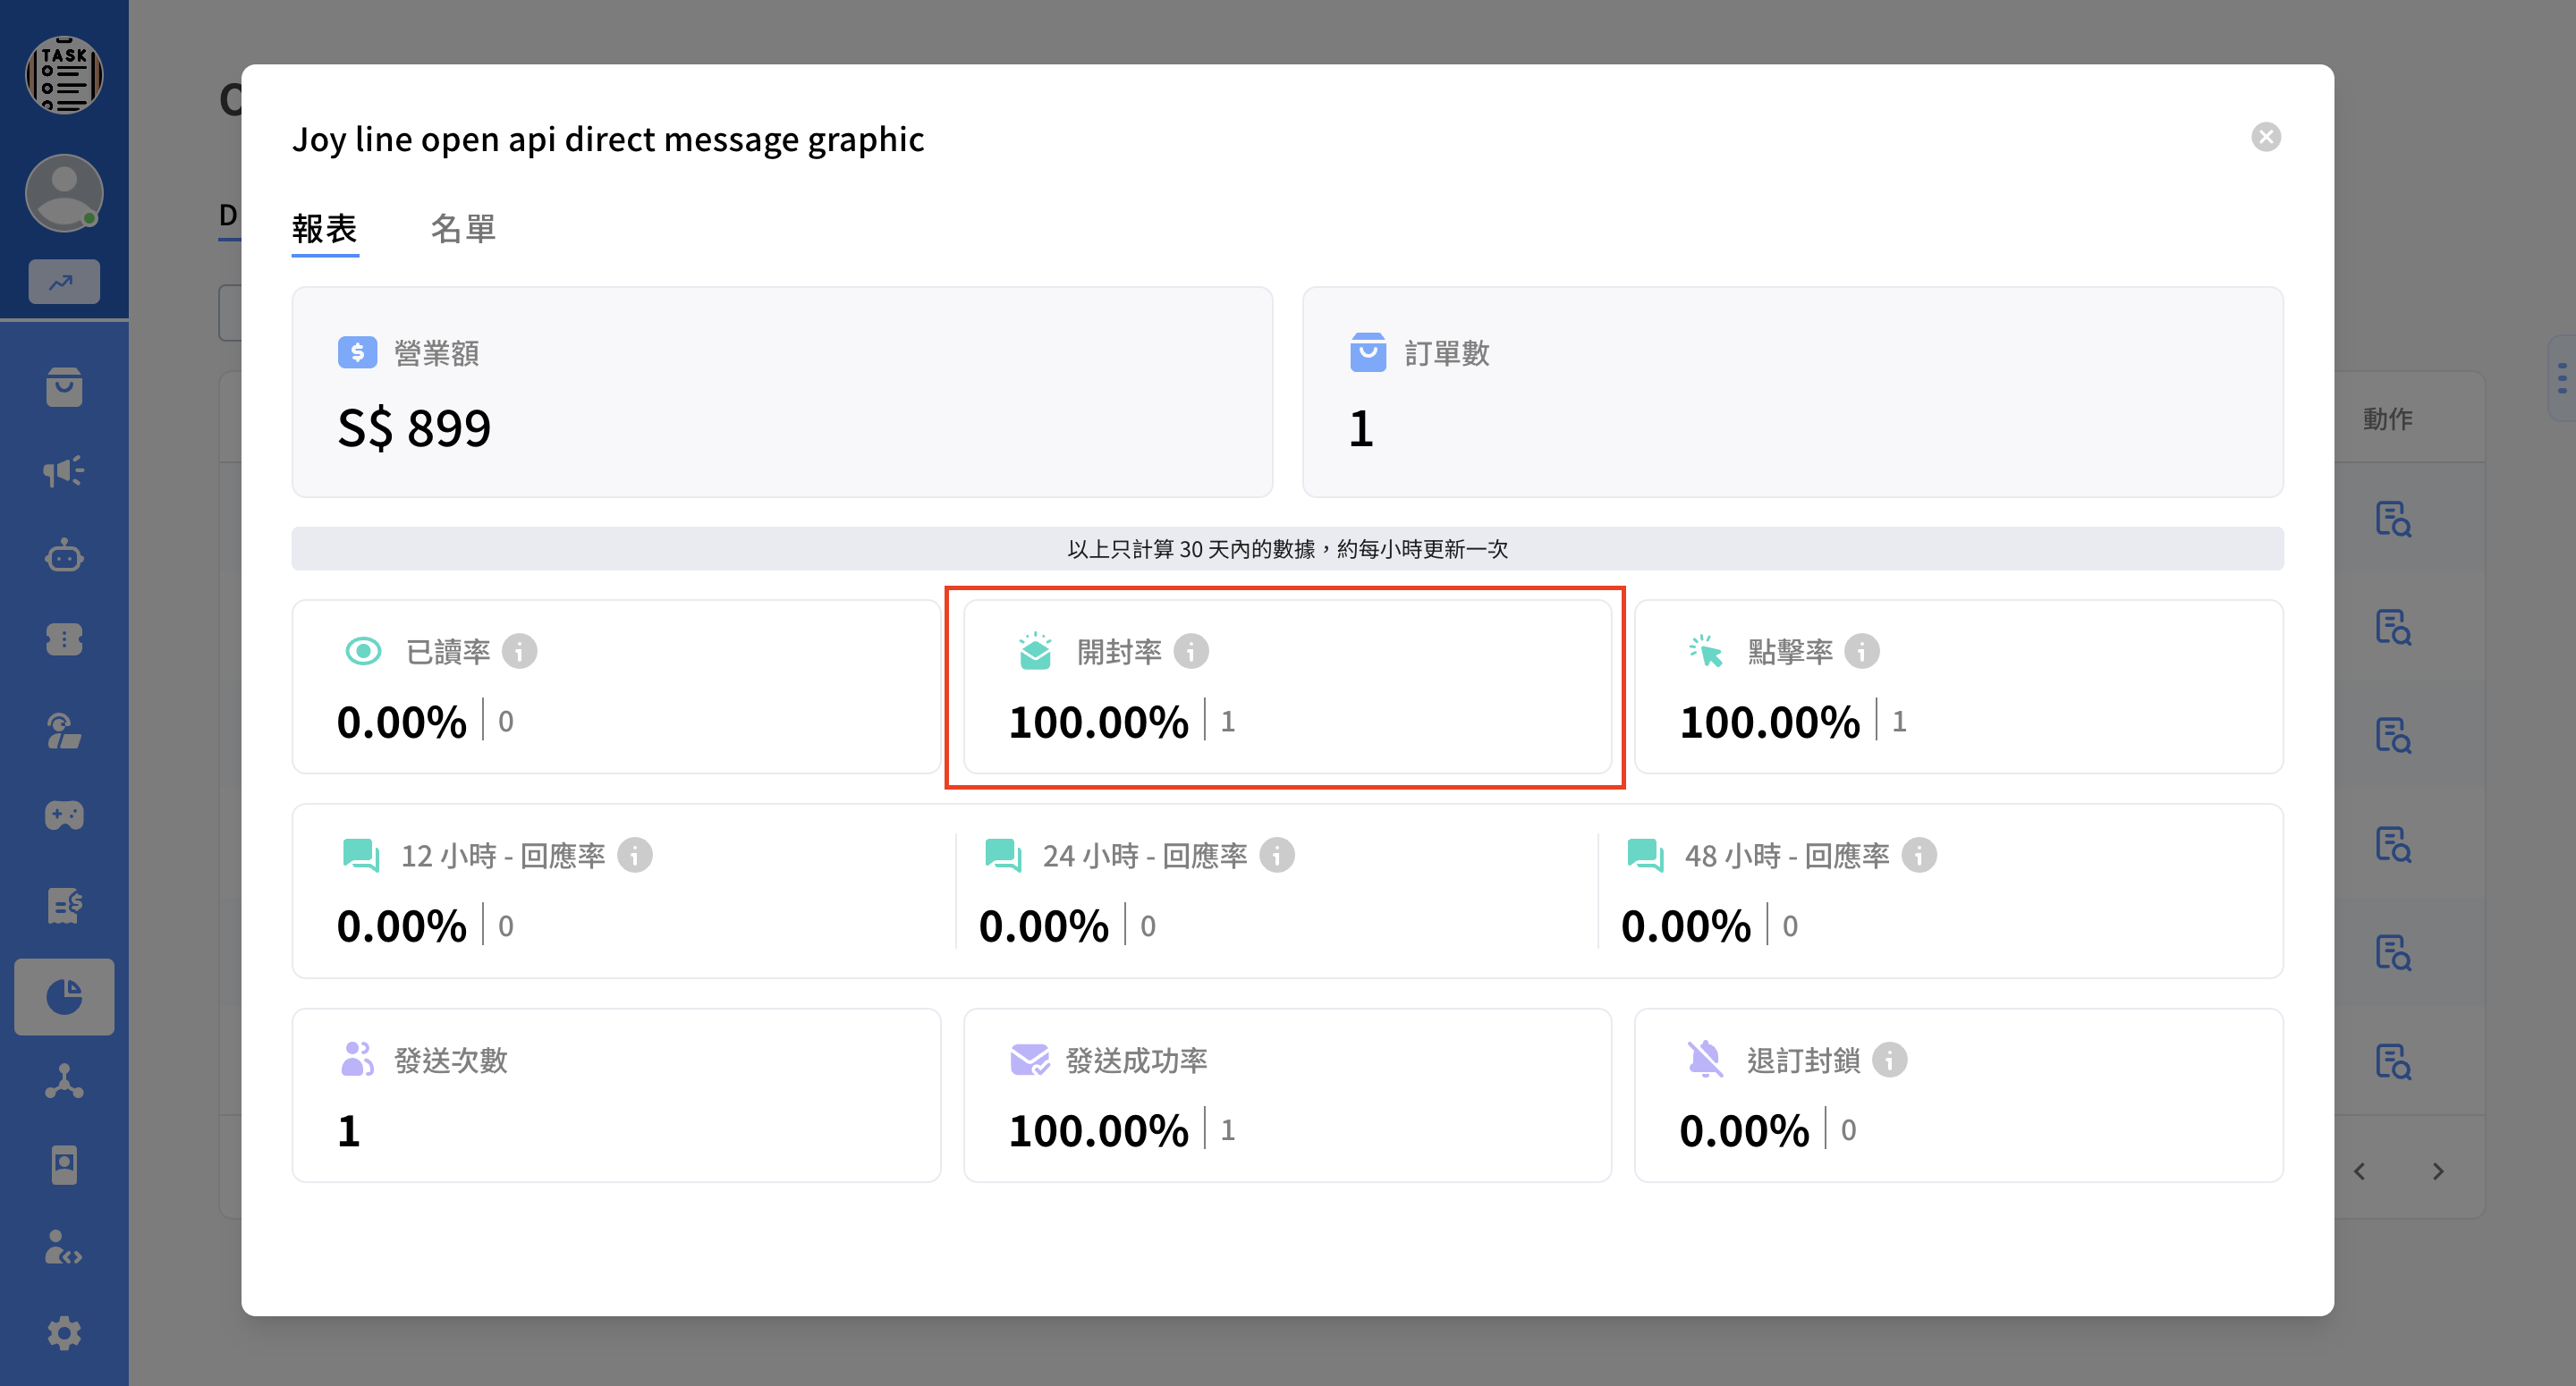 TASK
Joy line open api direct message graphic
D
報表 名單
營業額
S$ 899
訂單數
1
動作
以上只計算 30 天內的數據，約每小時更新一次
已讀率
0.00% | 0
開封率
100.00% | 1
點擊率
100.00% | 1
12 小時 - 回應率
0.00% | 0
24 小時 - 回應率
0.00% | 0
48 小時 - 回應率
0.00% | 0
發送次數
1
發送成功率
100.00% | 1
退訂封鎖
0.00% | 0